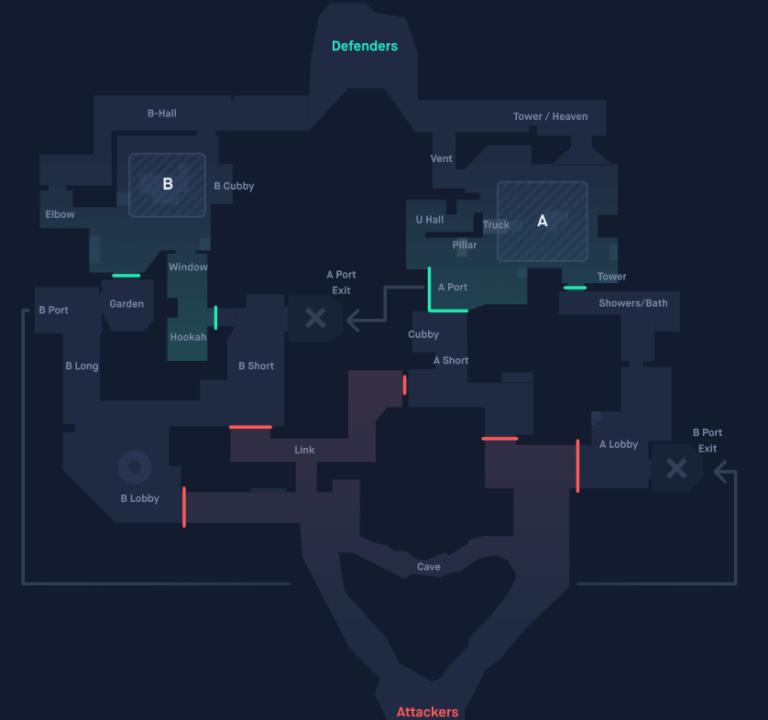 Defenders
B-Hall
Tower / Heaven
Vent
B
B Cubby
Elbow
U Hall
Truck
A
Pillar
Window
A Port
Exit
Tower
A Port
Garden
Showers/Bath
B Port
Hookah
Cubby
B Long
B Short
A Short
B Port
Exit
A Lobby
Link
B Lobby
Cave
Attackers